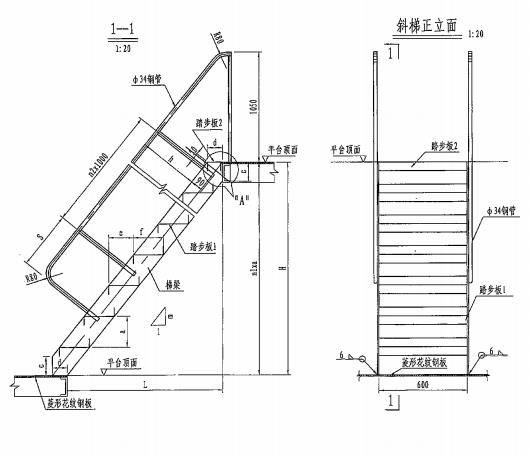 1—1
1:20
R80
φ34钢管
n2x1000
S
R80
踏步板2
d
h
50
1050
平台顶面
c
"A"
e
f
踏步板1
梯梁
1
m
a
n1xa
H
c
d
平台顶面
L
菱形花纹钢板
斜梯正立面
1:20
1
踏步板2
平台顶面
φ34钢管
踏步板1
6
6
菱形花纹钢板
600
1